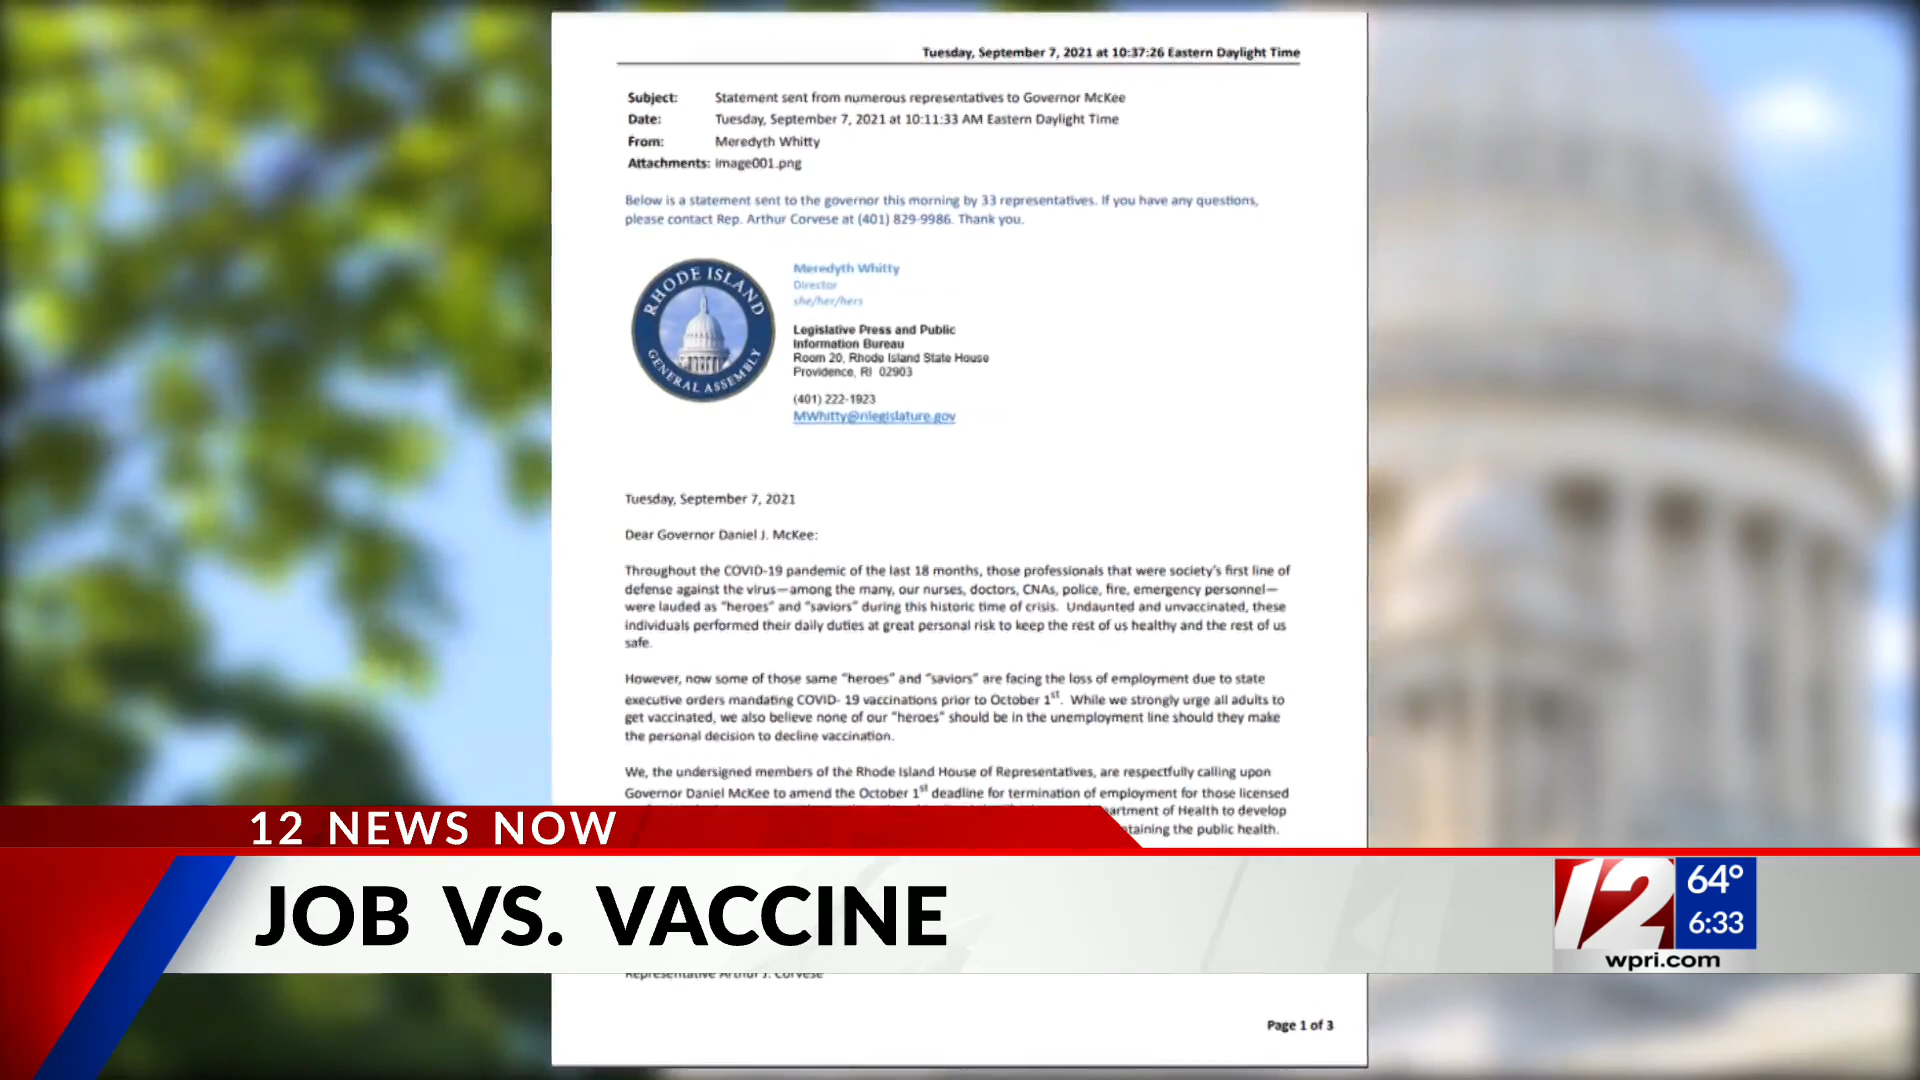 Tuesday, September 7, 2021 at 10:37:26 Eastern Daylight Time
Subject: Statement sent from numerous representatives to Governor McKee
Date: Tuesday, September 7, 2021 at 10:11:33 AM Eastern Daylight Time
From: Meredyth Whitty
Attachments: image001.png
Below is a statement sent to the governor this morning by 33 representatives. If you have any questions,
please contact Rep. Arthur Corvese at (401) 829-9986. Thank you.
RHODE ISLAND
GENERAL ASSEMBLY
Meredyth Whitty
Director
she/her/hers
Legislative Press and Public
Information Bureau
Room 20, Rhode Island State House
Providence, RI 02903
(401) 222-1923
MWhitty@rilegislature.gov
Tuesday, September 7, 2021
Dear Governor Daniel J. McKee:
Throughout the COVID-19 pandemic of the last 18 months, those professionals that were society's first line of
defense against the virus—among the many, our nurses, doctors, CNAs, police, fire, emergency personnel—
were lauded as "heroes" and "saviors" during this historic time of crisis. Undaunted and unvaccinated, these
individuals performed their daily duties at great personal risk to keep the rest of us healthy and the rest of us
safe.
However, now some of those same "heroes" and "saviors" are facing the loss of employment due to state
executive orders mandating COVID- 19 vaccinations prior to October 1st. While we strongly urge all adults to
get vaccinated, we also believe none of our "heroes" should be in the unemployment line should they make
the personal decision to decline vaccination.
We, the undersigned members of the Rhode Island House of Representatives, are respectfully calling upon
Governor Daniel McKee to amend the October 1st deadline for termination of employment for those licensed
of Health to develop
the public health.
12 NEWS NOW
JOB VS. VACCINE
12
64°
6:33
wpri.com
Representative Arthur J. Corvese
Page 1 of 3